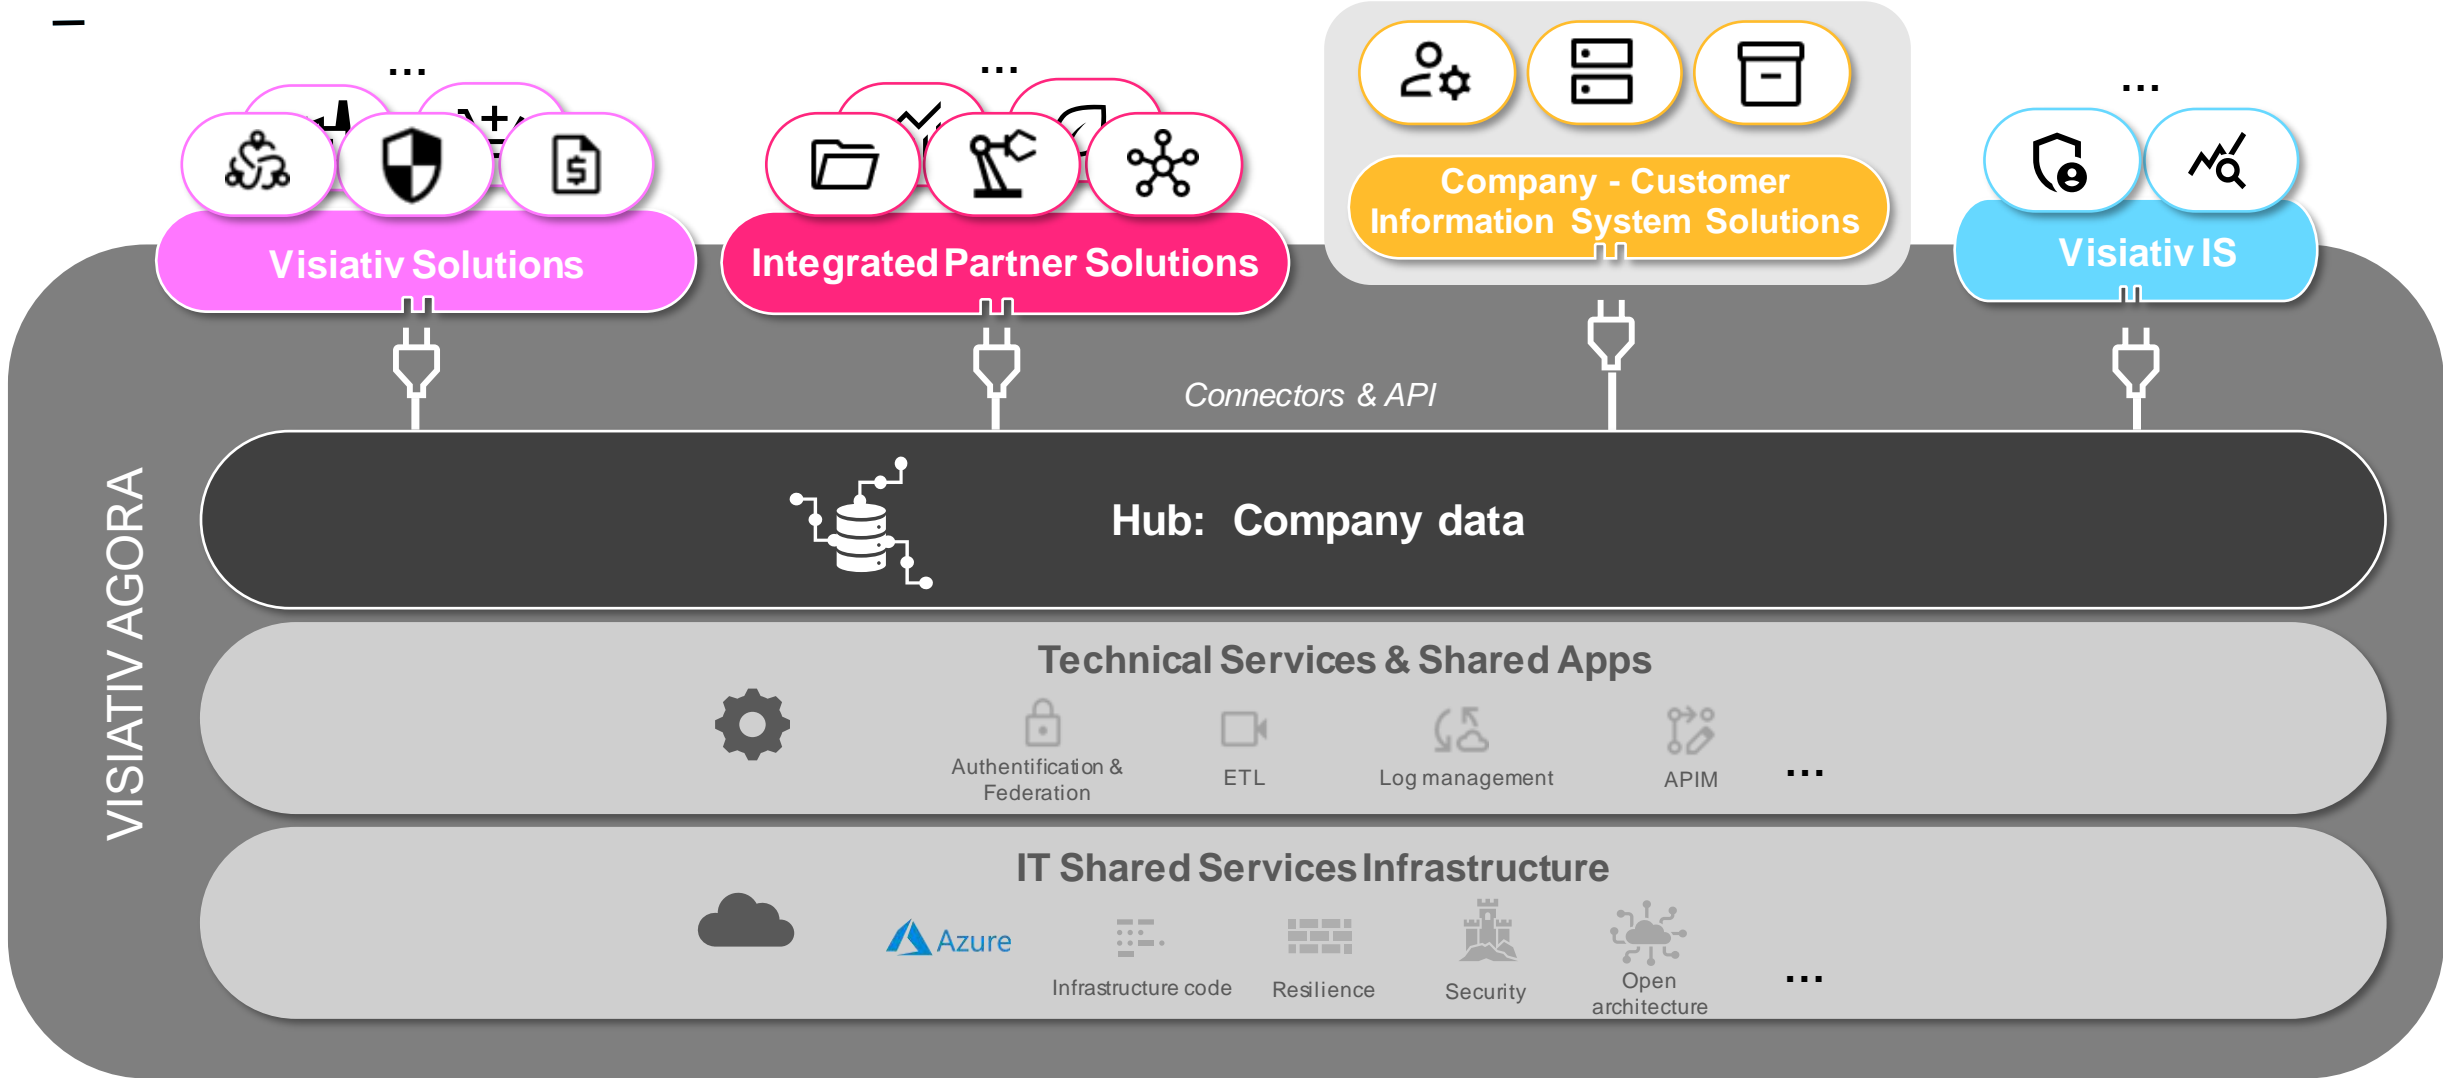 ...
...
...
Visiativ Solutions
Integrated Partner Solutions
Company - Customer
Information System Solutions
Visiativ IS
Connectors & API
VISIATIV AGORA
Hub: Company data
Technical Services & Shared Apps
Authentification &
Federation
ETL
Log management
APIM
...
IT Shared Services Infrastructure
Azure
Infrastructure code
Resilience
Security
Open
architecture
...